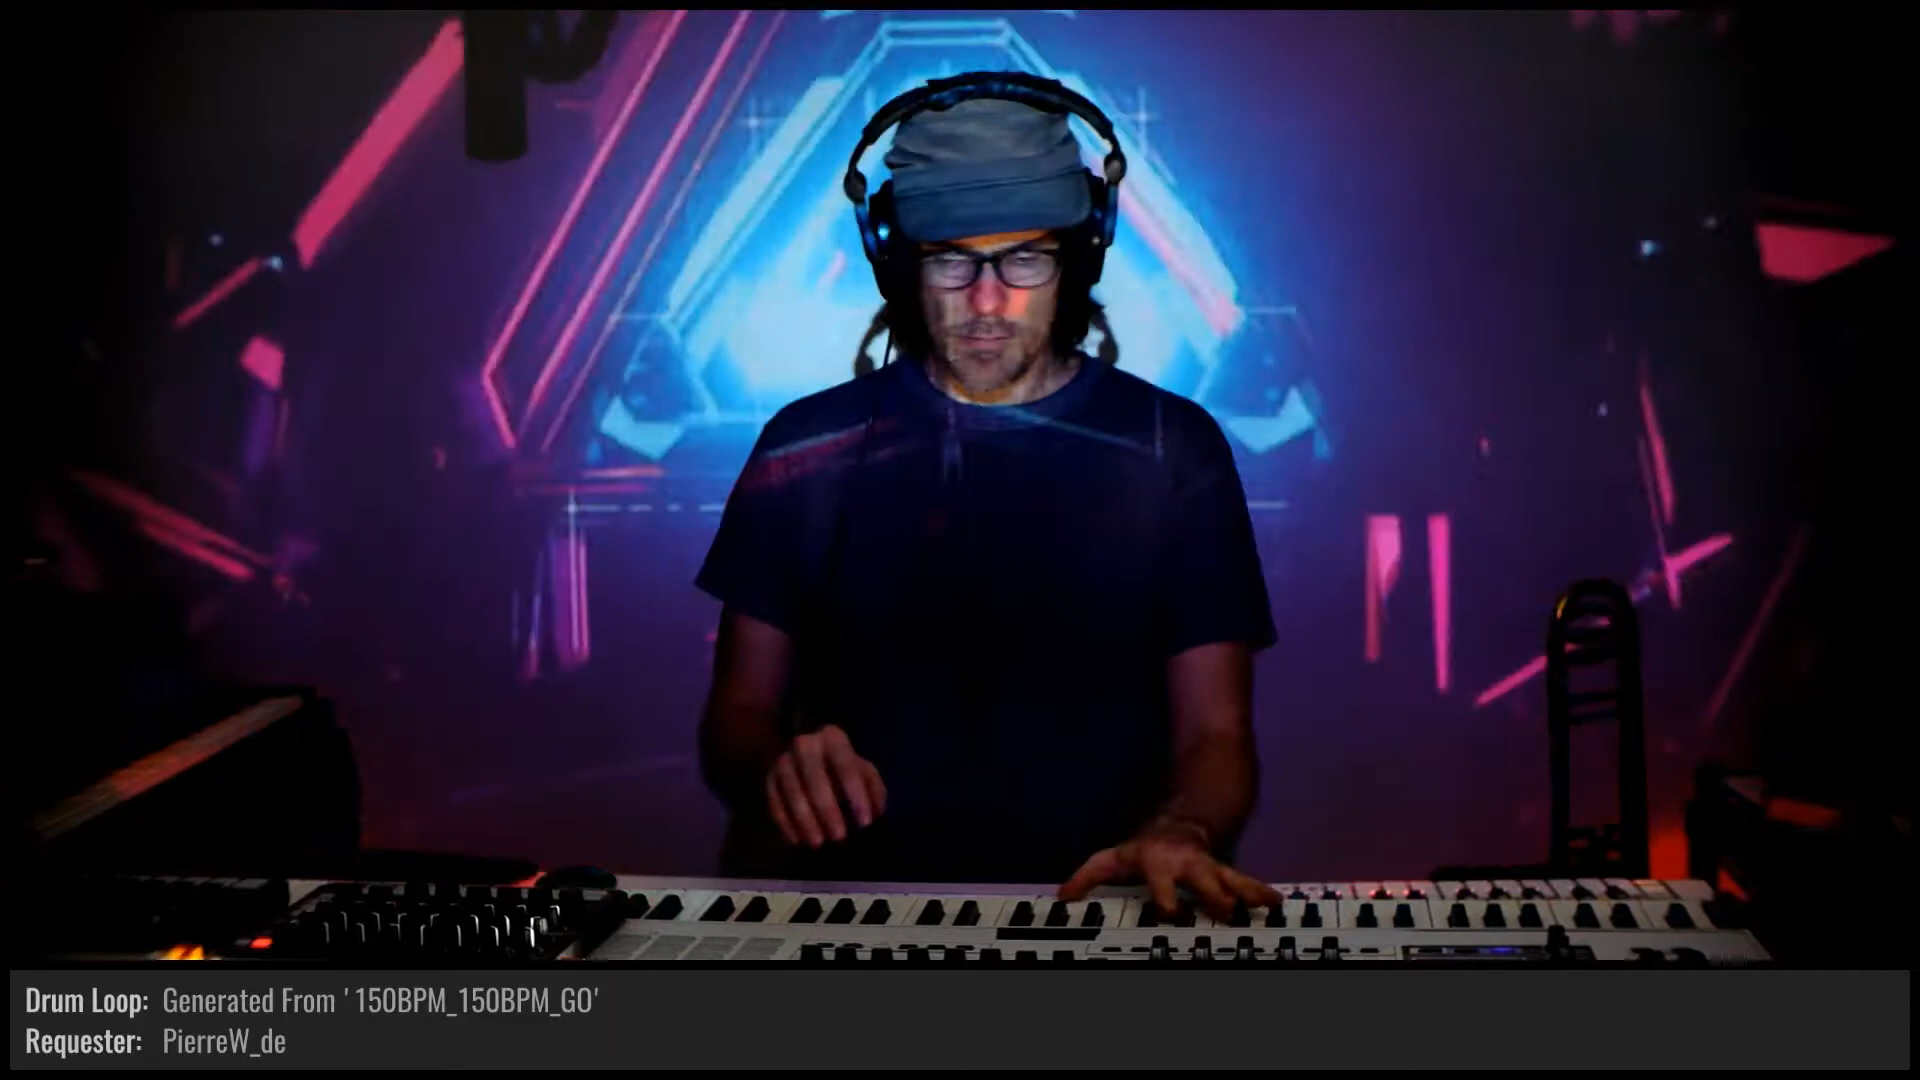 Drum Loop: Generated From '150BPM_150BPM_GO'
Requester: PierreW_de